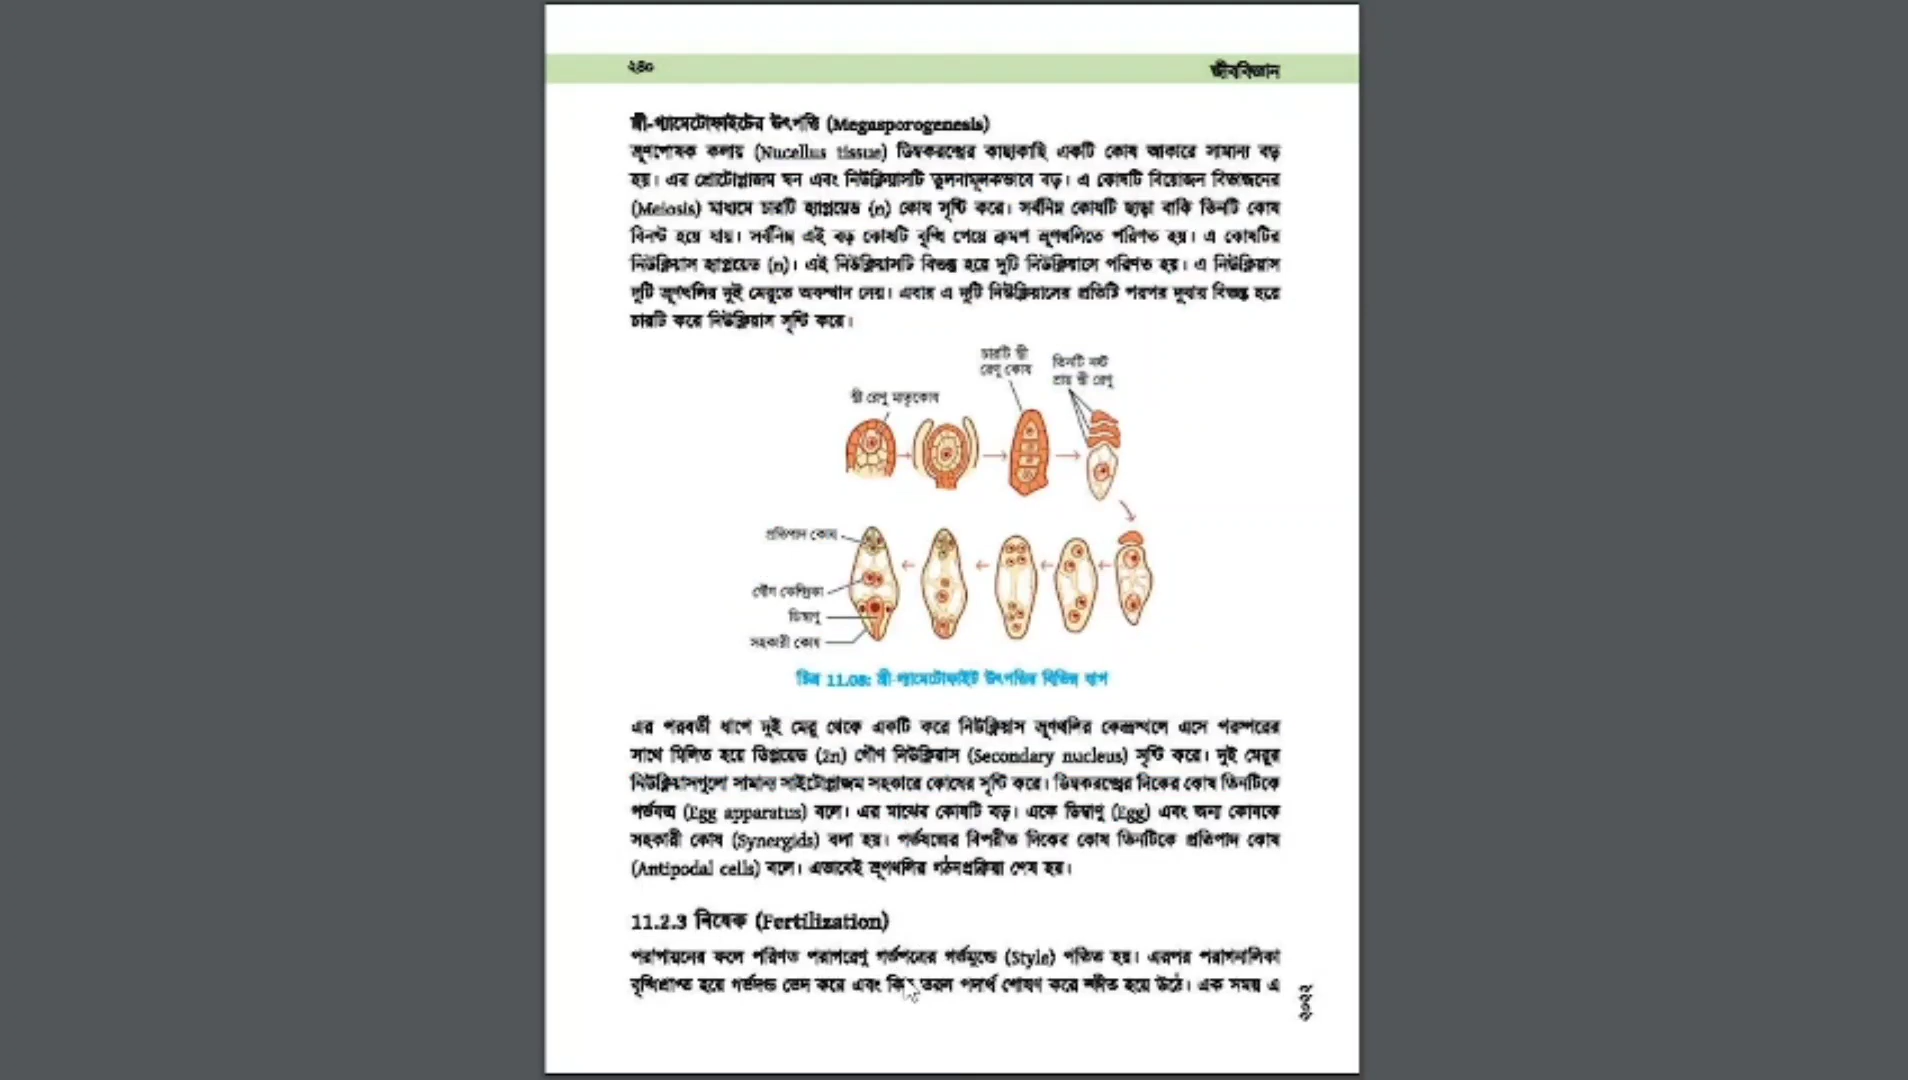 ২৪০
জীববিজ্ঞান
স্ত্রী-গ্যামেটোফাইটের উৎপত্তি (Megasporogenesis)
ভ্রূণপোষক কলায় (Nucellus tissue) ডিম্বকরন্ধ্রের কাছাকাছি একটি কোষ আকারে সামান্য বড়
হয়। এর প্রোটোপ্লাজম ঘন এবং নিউক্লিয়াসটি তুলনামূলকভাবে বড়। এ কোষটি বিয়োজন বিভাজনের
(Meiosis) মাধ্যমে চারটি হ্যাপ্লয়েড (n) কোষ সৃষ্টি করে। সর্বনিম্ন কোষটি ছাড়া বাকি তিনটি কোষ
বিনষ্ট হয়ে যায়। সর্বনিম্ন এই বড় কোষটি বৃদ্ধি পেয়ে ক্রমশ ভ্রূণথলিতে পরিণত হয়। এ কোষটির
নিউক্লিয়াস হ্যাপ্লয়েড (n)। এই নিউক্লিয়াসটি বিভক্ত হয়ে দুটি নিউক্লিয়াসে পরিণত হয়। এ নিউক্লিয়াস
দুটি ভ্রূণথলির দুই মেরুতে অবস্থান নেয়। এবার এ দুটি নিউক্লিয়াসের প্রতিটি পরপর দুবার বিভক্ত হয়ে
চারটি করে নিউক্লিয়াস সৃষ্টি করে।
চারটি স্ত্রী
রেণু কোষ
তিনটি নষ্ট
প্রায় স্ত্রী রেণু
স্ত্রী রেণু মাতৃকোষ
প্রতিপাদ কোষ
গৌণ কেন্দ্রিকা
ডিম্বাণু
সহকারী কোষ
চিত্র 11.08: স্ত্রী-গ্যামেটোফাইট উৎপত্তির বিভিন্ন ধাপ
এর পরবর্তী ধাপে দুই মেরু থেকে একটি করে নিউক্লিয়াস ভ্রূণথলির কেন্দ্রস্থলে এসে পরস্পরের
সাথে মিলিত হয়ে ডিপ্লয়েড (2n) গৌণ নিউক্লিয়াস (Secondary nucleus) সৃষ্টি করে। দুই মেরুর
নিউক্লিয়াসগুলো সামান্য সাইটোপ্লাজম সহকারে কোষের সৃষ্টি করে। ডিম্বকরন্ধ্রের দিকের কোষ তিনটিকে
গর্ভযন্ত্র (Egg apparatus) বলে। এর মাঝের কোষটি বড়। একে ডিম্বাণু (Egg) এবং অন্য কোষকে
সহকারী কোষ (Synergids) বলা হয়। গর্ভযন্ত্রের বিপরীত দিকের কোষ তিনটিকে প্রতিপাদ কোষ
(Antipodal cells) বলে। এভাবেই ভ্রূণথলির গঠনপ্রক্রিয়া শেষ হয়।
11.2.3 নিষেক (Fertilization)
পরাগায়নের ফলে পরিণত পরাগরেণু গর্ভপত্রের গর্ভমুণ্ডে (Style) পতিত হয়। এরপর পরাগনালিকা
বৃদ্ধিপ্রাপ্ত হয়ে গর্ভদণ্ড ভেদ করে এবং কিছু তরল পদার্থ শোষণ করে স্ফীত হয়ে উঠে। এক সময় এ
২০২২